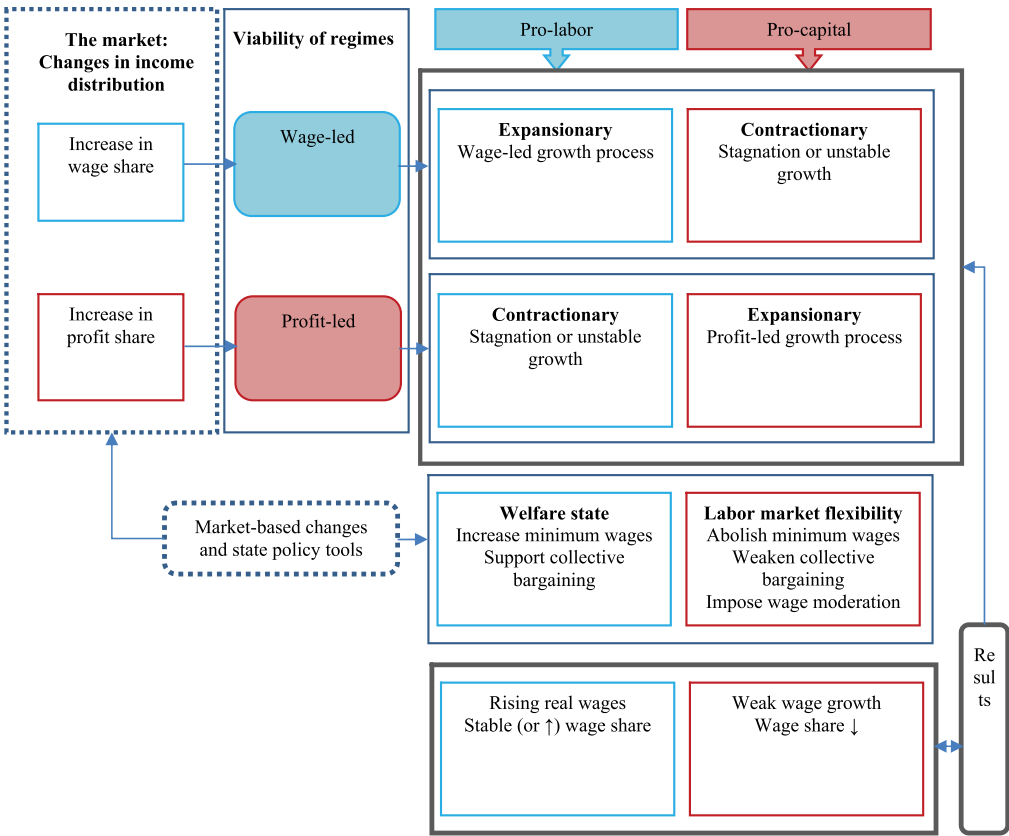 The market:
Changes in income
distribution
Viability of regimes
Pro-labor
Pro-capital
Increase in
wage share
Wage-led
Expansionary
Wage-led growth process
Contractionary
Stagnation or unstable
growth
Increase in
profit share
Profit-led
Contractionary
Stagnation or unstable
growth
Expansionary
Profit-led growth process
Market-based changes
and state policy tools
Welfare state
Increase minimum wages
Support collective
bargaining
Labor market flexibility
Abolish minimum wages
Weaken collective
bargaining
Impose wage moderation
Rising real wages
Stable (or ↑) wage share
Weak wage growth
Wage share ↓
Re
sul
ts